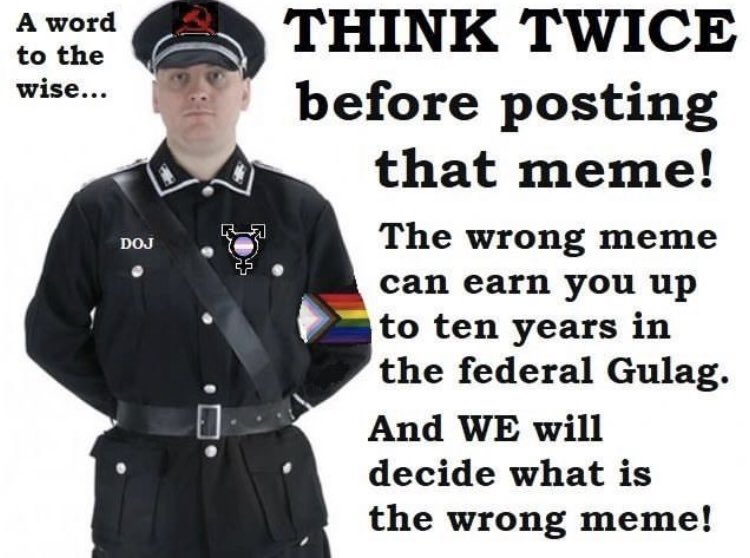 A word
to the
wise...
THINK TWICE
before posting
that meme!
The wrong meme
can earn you up
to ten years in
the federal Gulag.
And WE will
decide what is
the wrong meme!
DOJ